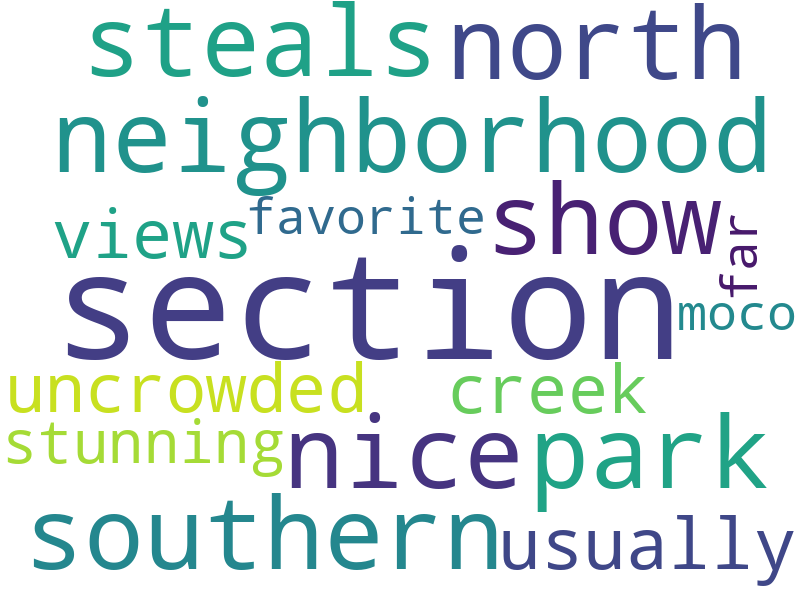 steals north
neighborhood
views favorite show far
section moco
uncrowded creek
stunning nice park
southern usually